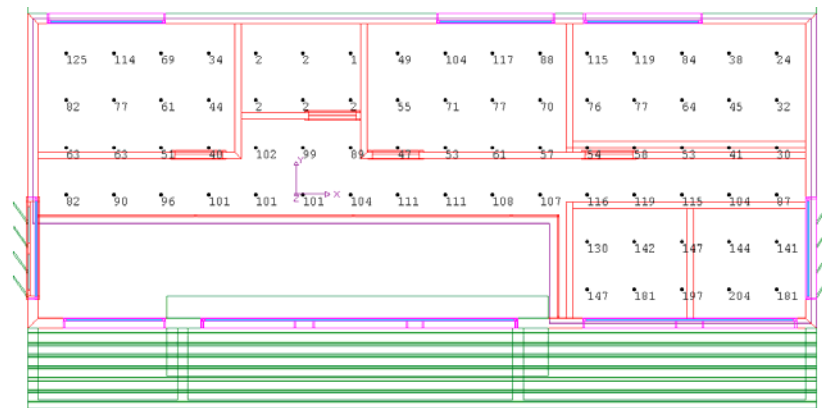 125 114 69 34 2 2 1 49 104 117 88 115 119 84 38 24
82 77 61 44 2 2 2 55 71 77 70 76 77 64 45 32
63 63 51 40 102 99 89 47 53 61 57 54 58 53 41 30
Y
Z X
82 90 96 101 101 101 104 111 111 108 107 116 119 115 104 87
130 142 147 144 141
147 181 197 204 181